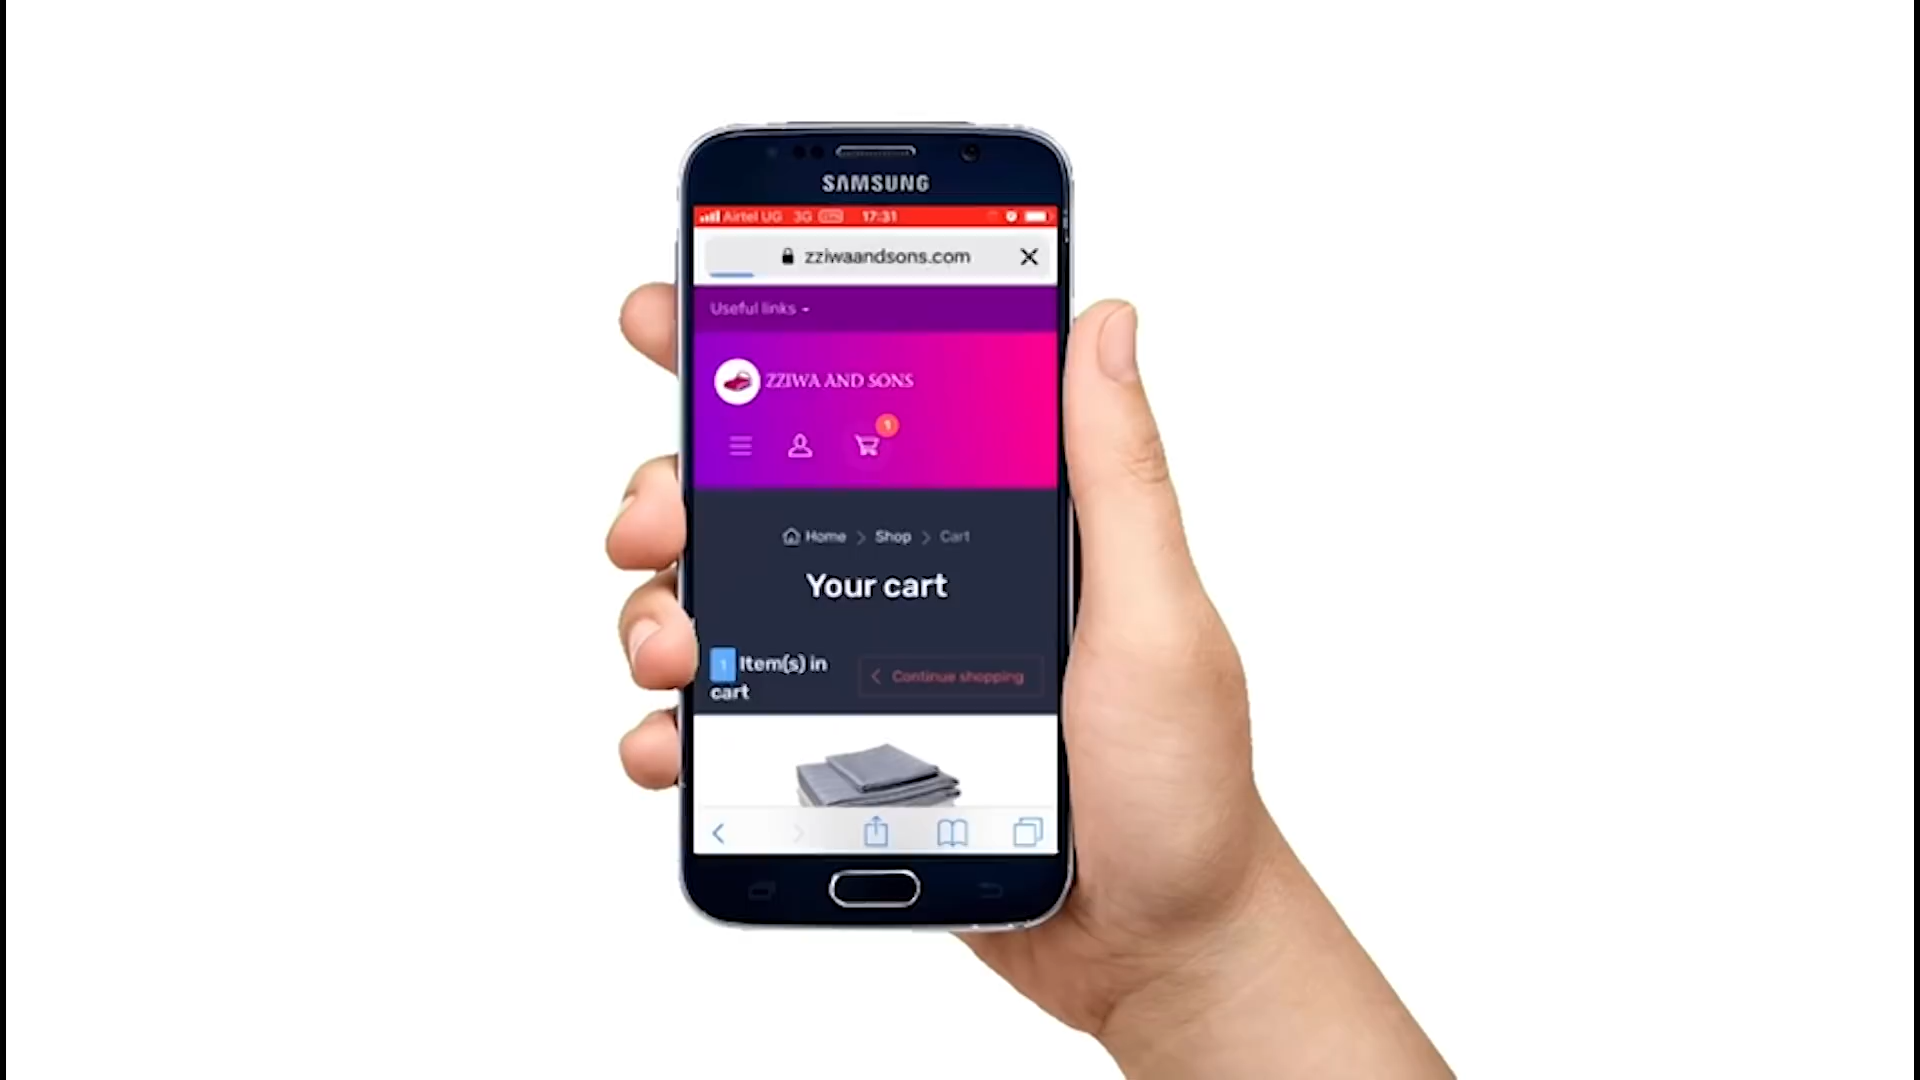 SAMSUNG
Airtel UG 3G VPN 17:31
zziwaandsons.com
Useful links
ZZIWA AND SONS
1
Home > Shop > Cart
Your cart
1 Item(s) in
cart
Continue shopping